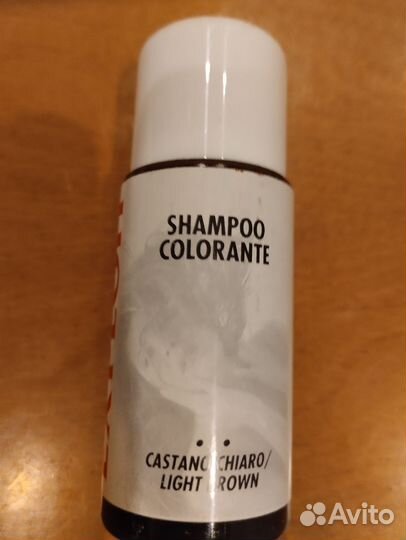 SHAMPOO
COLORANTE
CASTANO CHIARO/
LIGHT BROWN
Avito